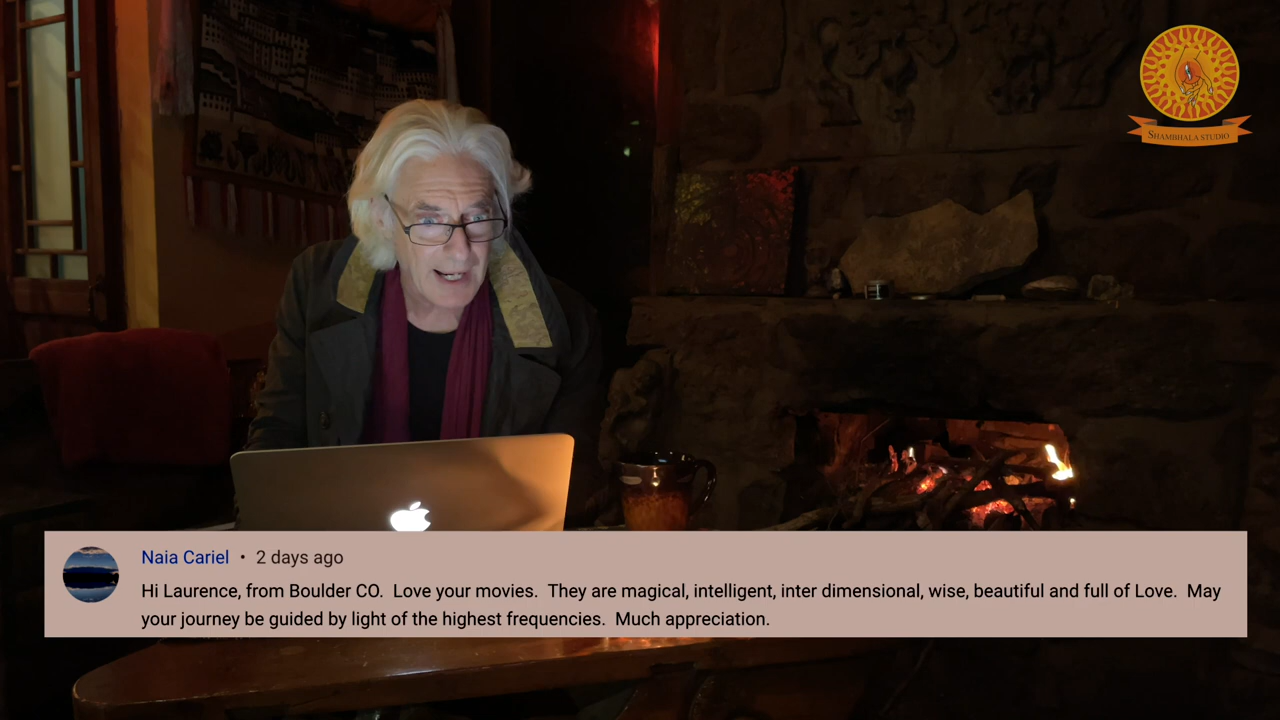 SHAMBHALA STUDIO
Naia Cariel • 2 days ago
Hi Laurence, from Boulder CO.  Love your movies.  They are magical, intelligent, inter dimensional, wise, beautiful and full of Love.  May
your journey be guided by light of the highest frequencies.  Much appreciation.